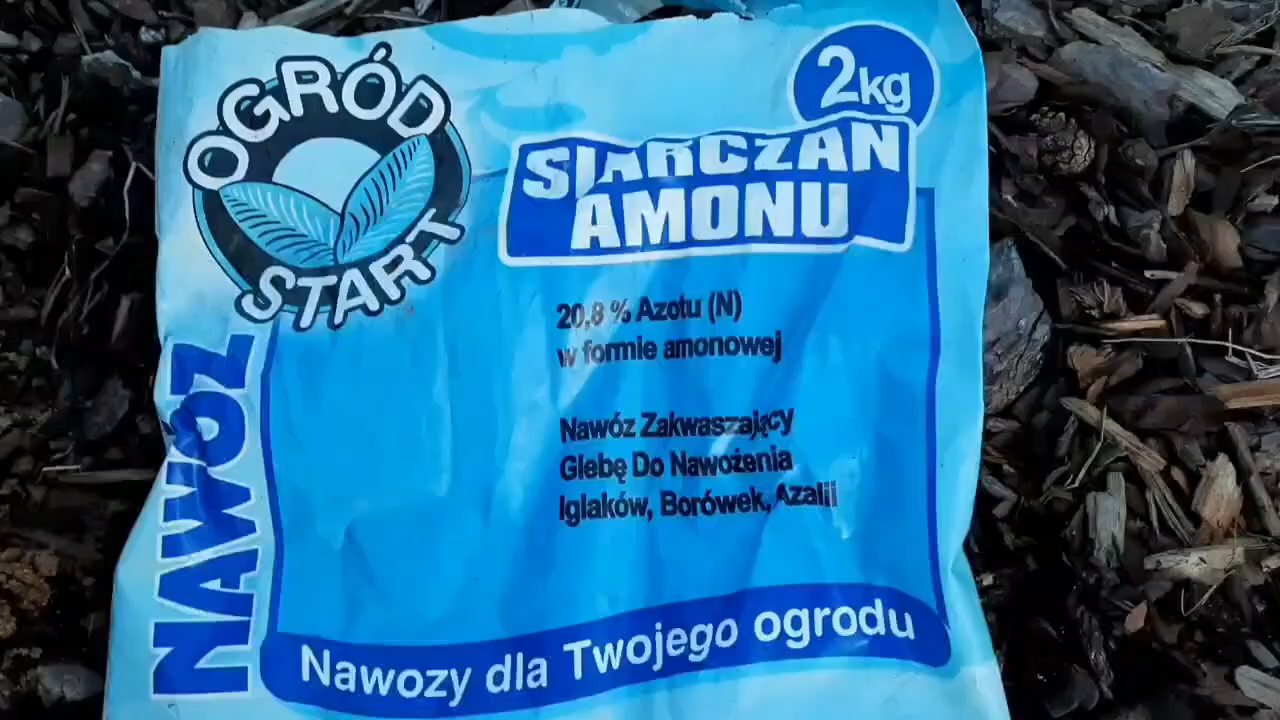 OGRÓD
START
2kg
SIARCZAN
AMONU
20,8 % Azotu (N)
w formie amonowej
Nawóz Zakwaszający
Glebę Do Nawożenia
Iglaków, Borówek, Azalii
NAWÓZ
Nawozy dla Twojego ogrodu